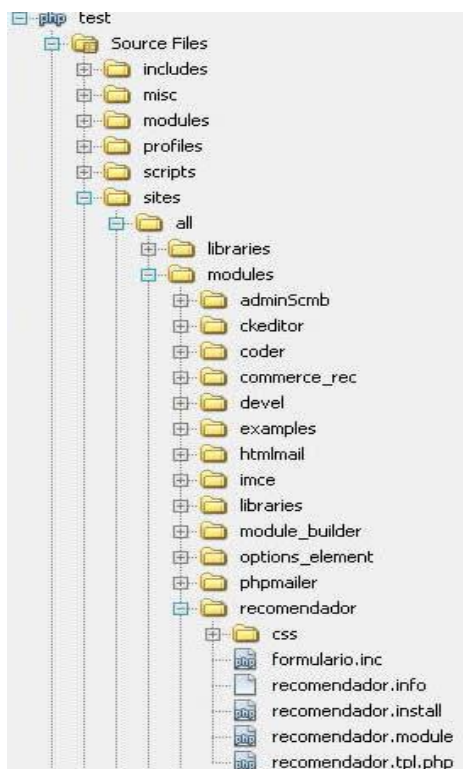 test
Source Files
includes
misc
modules
profiles
scripts
sites
all
libraries
modules
adminScmb
ckeditor
coder
commerce_rec
devel
examples
htmlmail
imce
libraries
module_builder
options_element
phpmailer
recomendador
css
formulario.inc
recomendador.info
recomendador.install
recomendador.module
recomendador.tpl.php